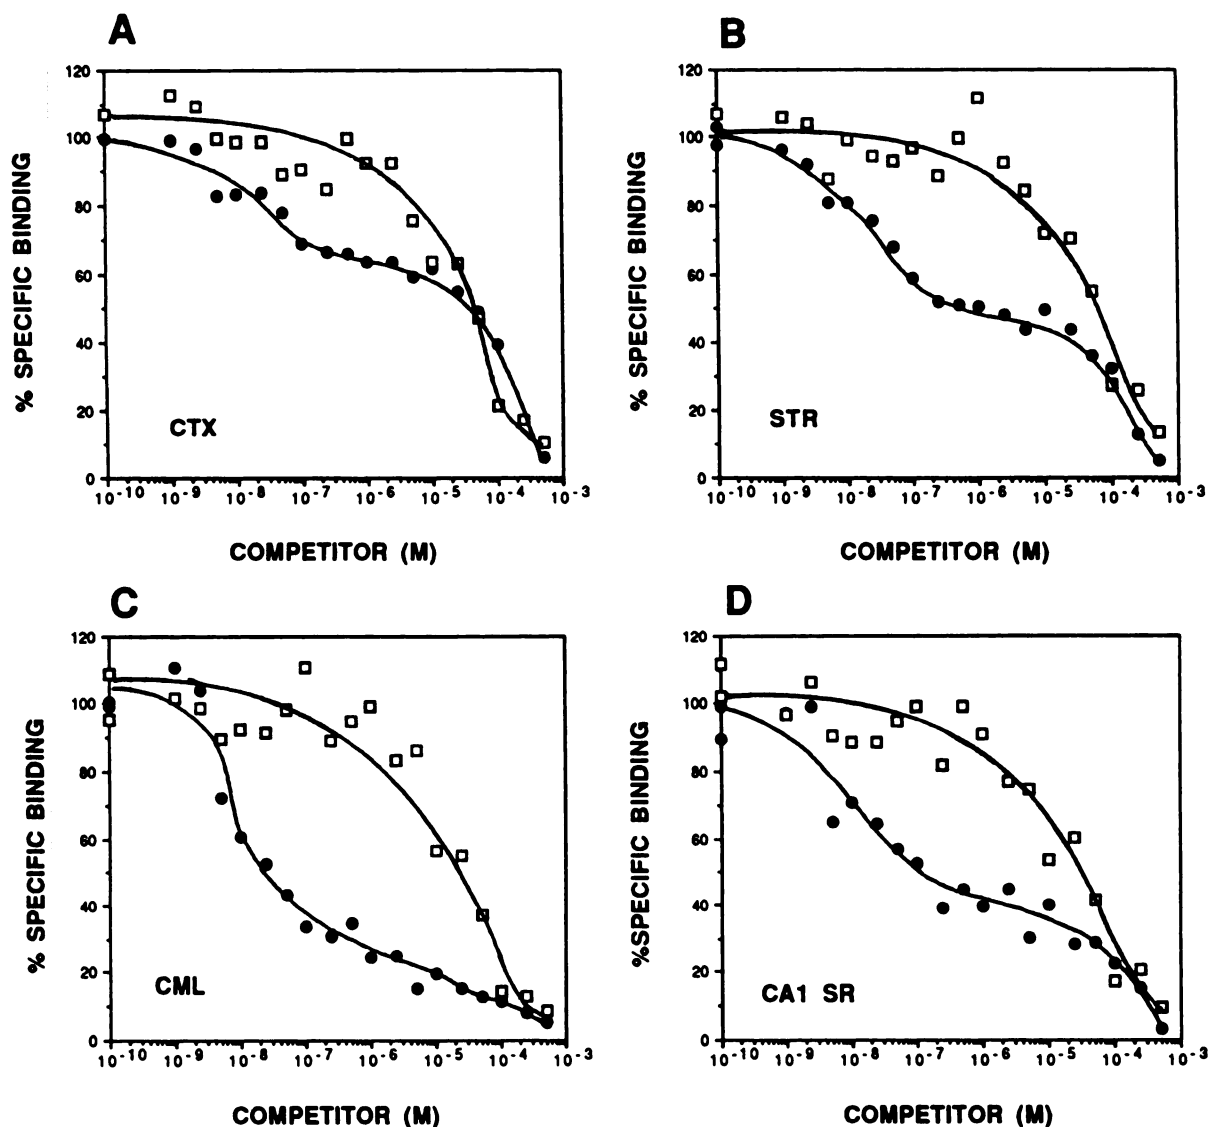 A
120
100
80
60
40
20
0
% SPECIFIC BINDING
CTX
10-10 10-9 10-8 10-7 10-6 10-5 10-4 10-3
COMPETITOR (M)
B
120
100
80
60
40
20
0
% SPECIFIC BINDING
STR
10-10 10-9 10-8 10-7 10-6 10-5 10-4 10-3
COMPETITOR (M)
C
120
100
80
60
40
20
0
% SPECIFIC BINDING
CML
10-10 10-9 10-8 10-7 10-6 10-5 10-4 10-3
COMPETITOR (M)
D
120
100
80
60
40
20
0
%SPECIFIC BINDING
CA1 SR
10-10 10-9 10-8 10-7 10-6 10-5 10-4 10-3
COMPETITOR (M)